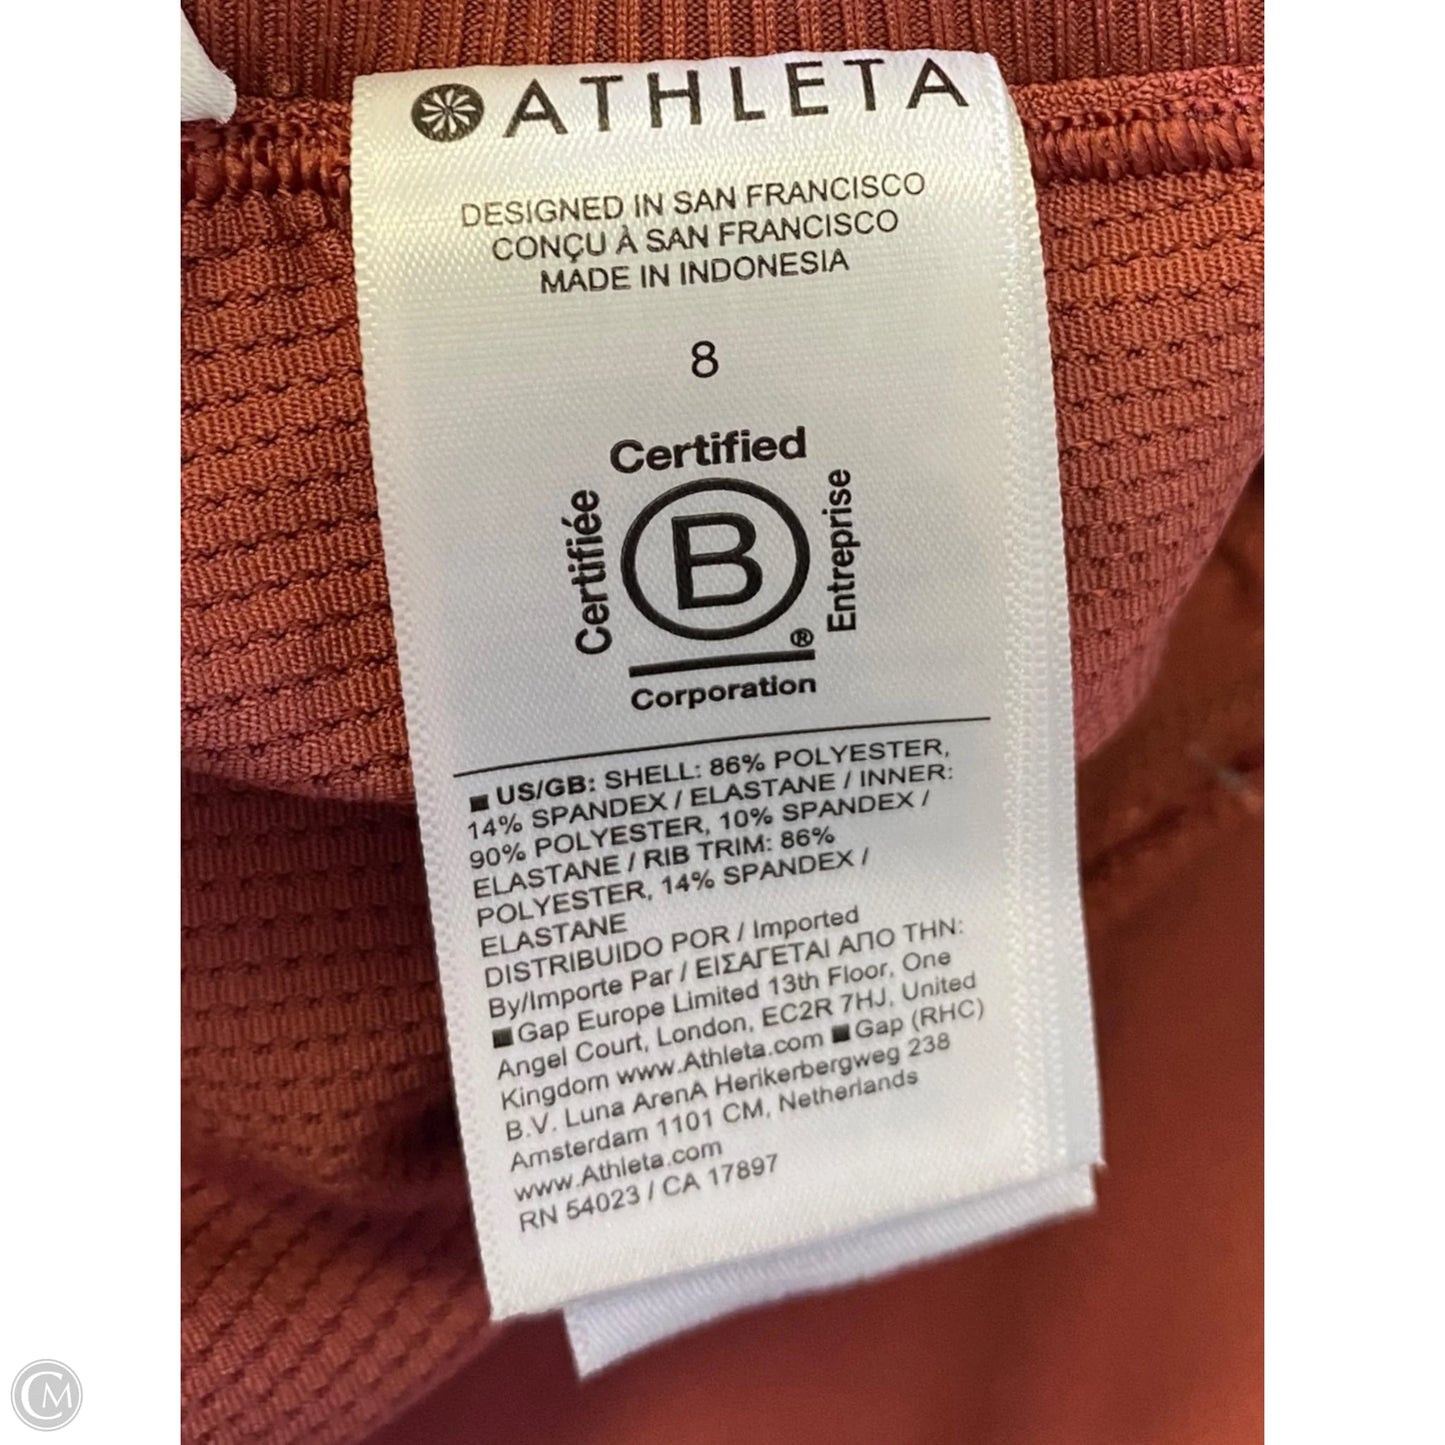 ATHLETA
DESIGNED IN SAN FRANCISCO
CONÇU À SAN FRANCISCO
MADE IN INDONESIA
8
Certified
Certifiée
B
®
Entreprise
Corporation
US/GB: SHELL: 86% POLYESTER,
14% SPANDEX / ELASTANE / INNER:
90% POLYESTER, 10% SPANDEX /
ELASTANE / RIB TRIM: 86%
POLYESTER, 14% SPANDEX /
ELASTANE
DISTRIBUIDO POR / Imported
By/Importe Par / ΕΙΣΑΓΕΤΑΙ ΑΠΟ ΤΗΝ:
Gap Europe Limited 13th Floor, One
Angel Court, London, EC2R 7HJ, United
Kingdom www.Athleta.com ■ Gap (RHC)
B.V. Luna ArenA Herikerbergweg 238
Amsterdam 1101 CM, Netherlands
www.Athleta.com
RN 54023 / CA 17897
CM